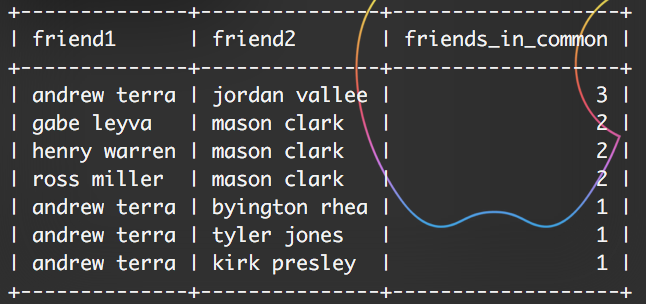 +--------------+--------------+-------------------+
| friend1      | friend2      | friends_in_common |
+--------------+--------------+-------------------+
| andrew terra | jordan vallee |                 3 |
| gabe leyva   | mason clark  |                 2 |
| henry warren | mason clark  |                 2 |
| ross miller  | mason clark  |                 2 |
| andrew terra | byington rhea |                 1 |
| andrew terra | tyler jones  |                 1 |
| andrew terra | kirk presley |                 1 |
+--------------+--------------+-------------------+